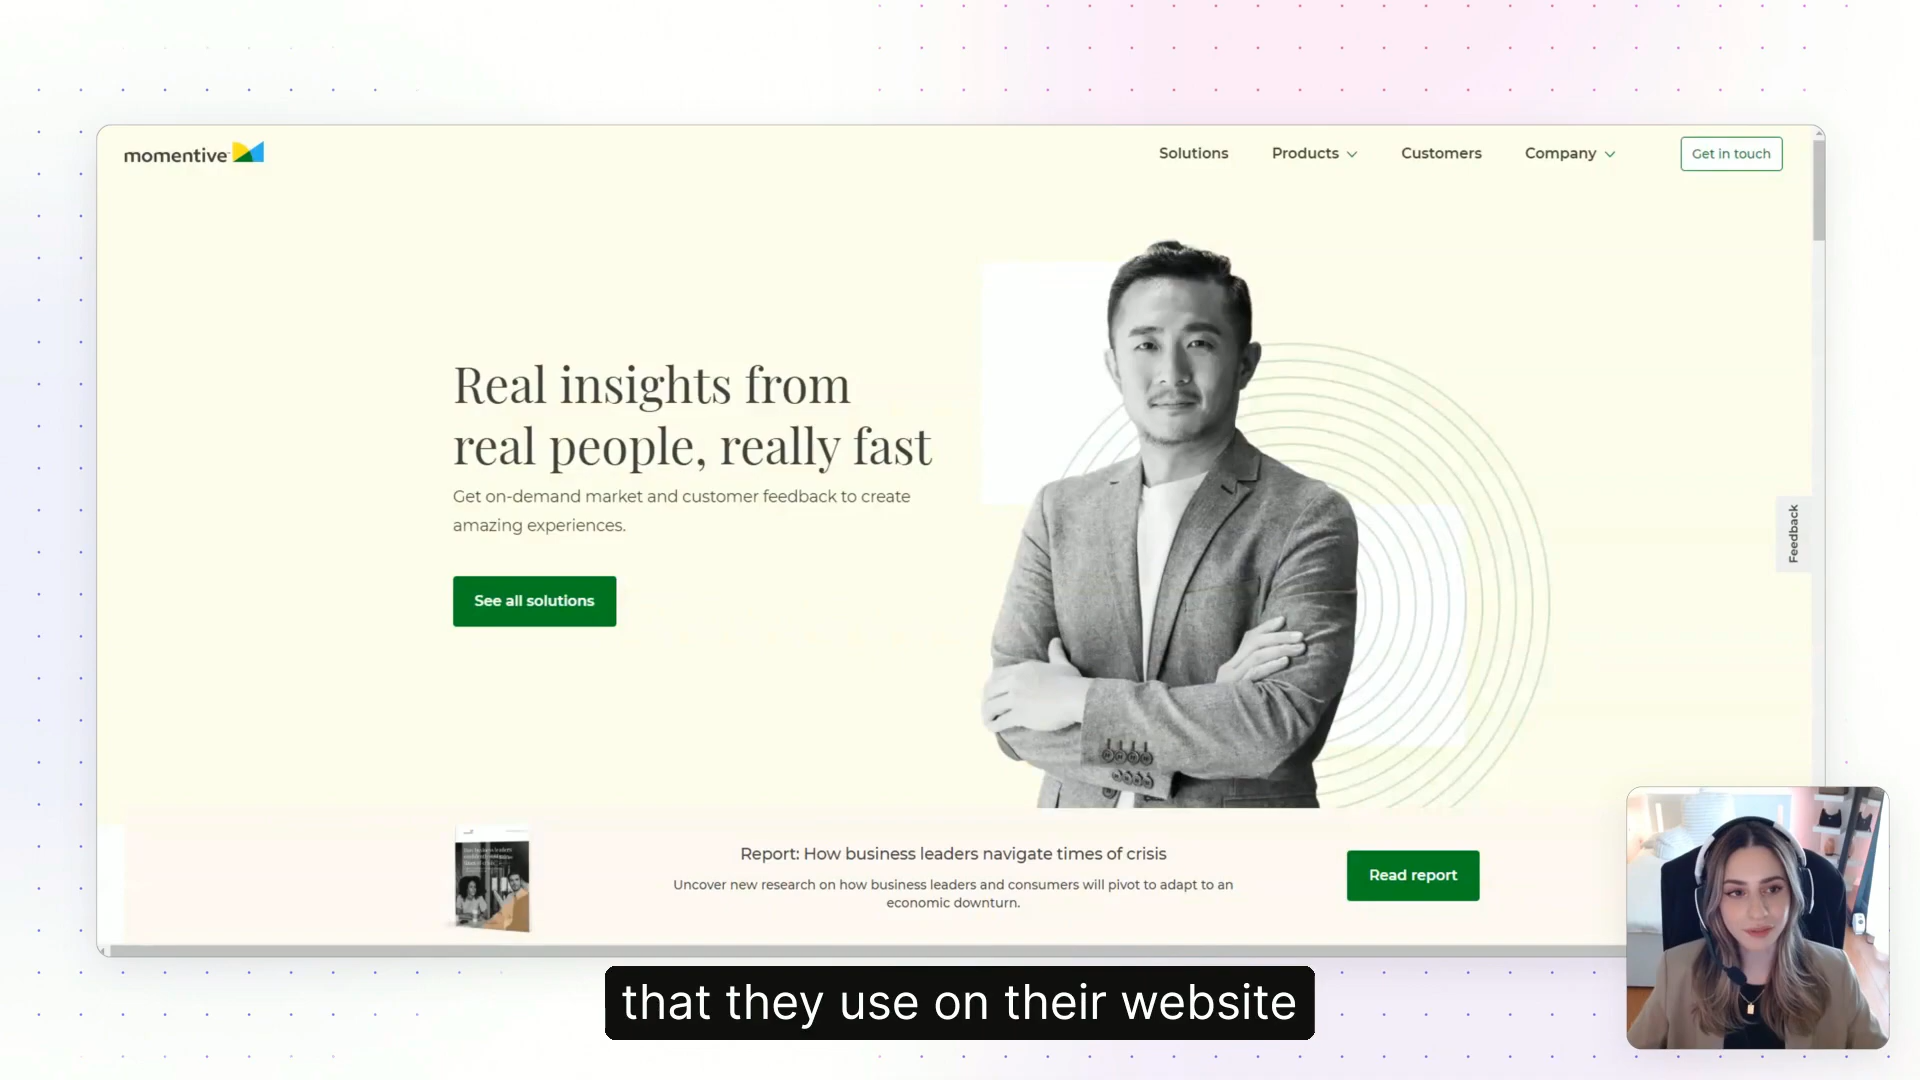 momentive
Solutions
Products
Customers
Company
Get in touch
Real insights from
real people, really fast
Get on-demand market and customer feedback to create
amazing experiences.
See all solutions
Feedback
Report: How business leaders navigate times of crisis
Uncover new research on how business leaders and consumers will pivot to adapt to an
economic downturn.
Read report
that they use on their website